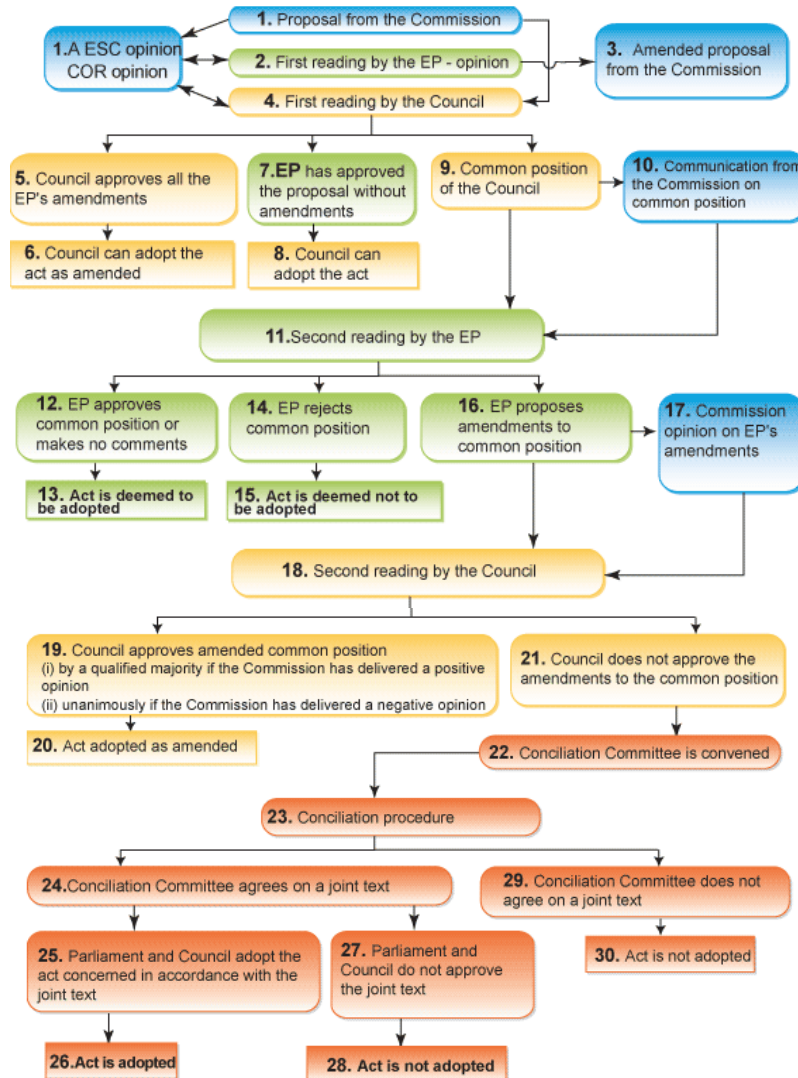 1. Proposal from the Commission
1.A ESC opinion
COR opinion
2. First reading by the EP - opinion
3. Amended proposal
from the Commission
4. First reading by the Council
5. Council approves all the
EP's amendments
6. Council can adopt the
act as amended
7.EP has approved
the proposal without
amendments
8. Council can
adopt the act
9. Common position
of the Council
10. Communication from
the Commission on
common position
11.Second reading by the EP
12. EP approves
common position or
makes no comments
13. Act is deemed to
be adopted
14. EP rejects
common position
15. Act is deemed not to
be adopted
16. EP proposes
amendments to
common position
17. Commission
opinion on EP's
amendments
18. Second reading by the Council
19. Council approves amended common position
(i) by a qualified majority if the Commission has delivered a positive
opinion
(ii) unanimously if the Commission has delivered a negative opinion
20. Act adopted as amended
21. Council does not approve the
amendments to the common position
22. Conciliation Committee is convened
23. Conciliation procedure
24.Conciliation Committee agrees on a joint text
25. Parliament and Council adopt the
act concerned in accordance with the
joint text
26.Act is adopted
27. Parliament and
Council do not approve
the joint text
28. Act is not adopted
29. Conciliation Committee does not
agree on a joint text
30. Act is not adopted